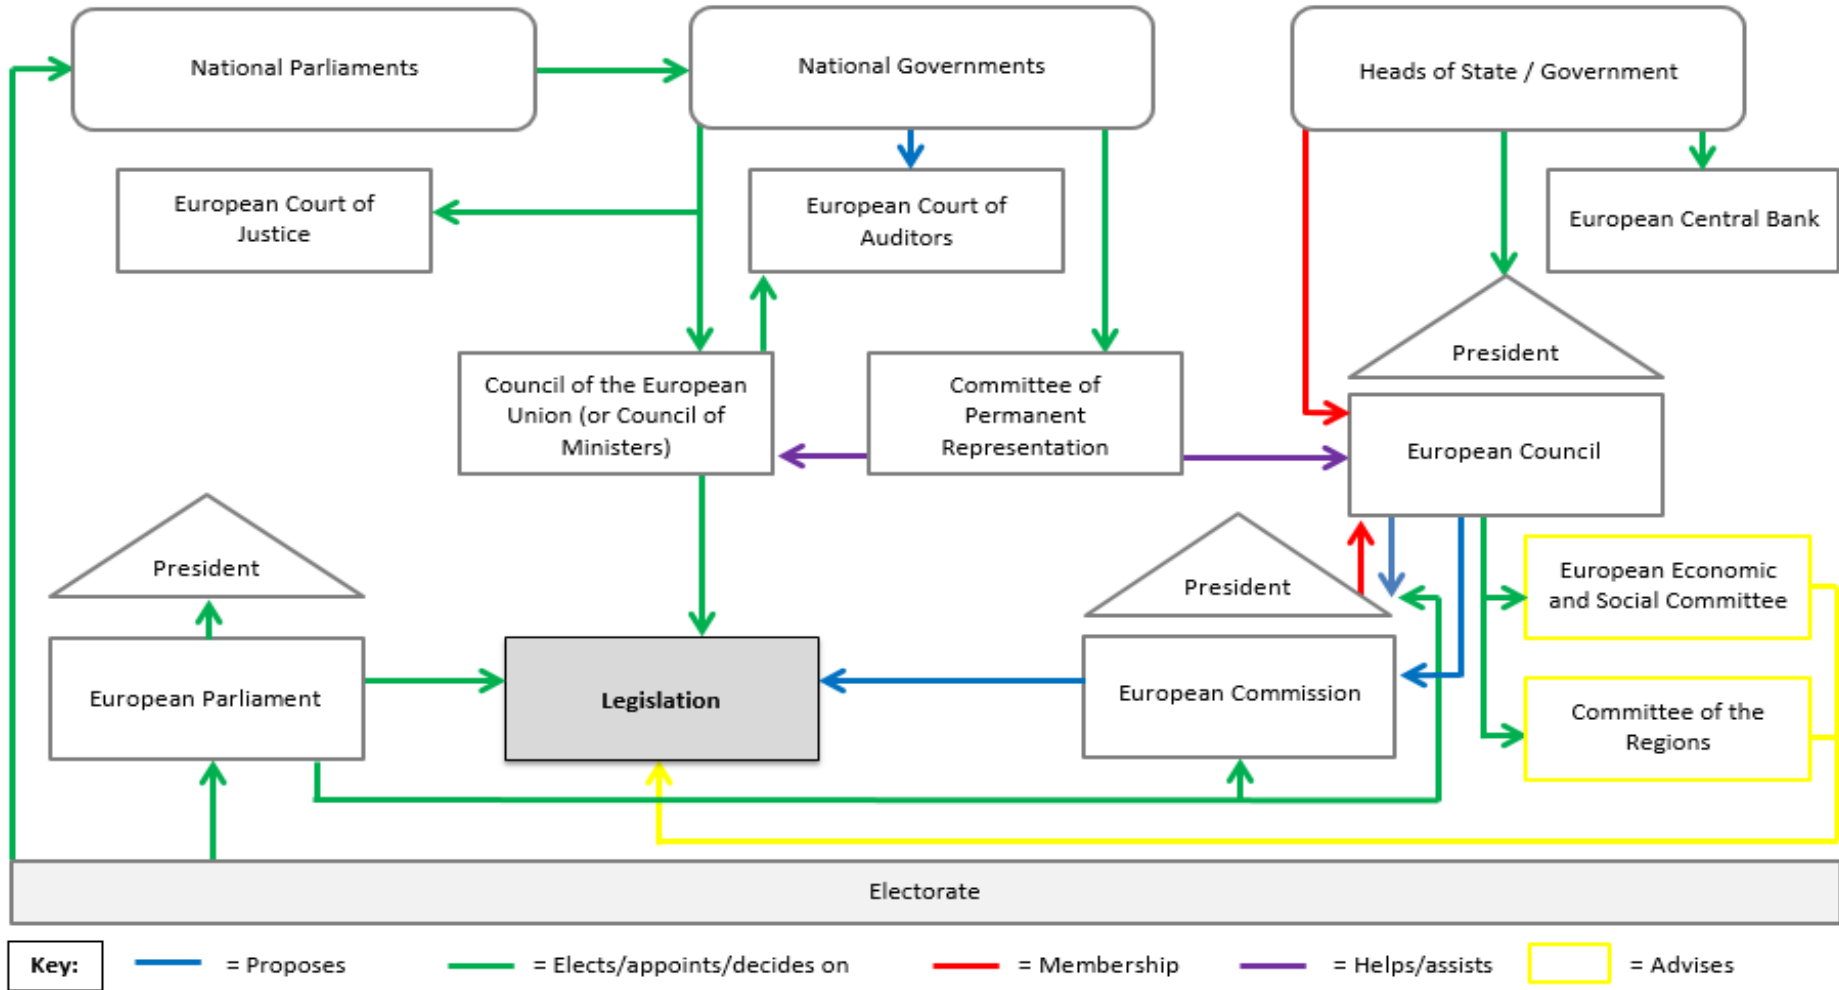 National Parliaments
National Governments
Heads of State / Government
European Court of
Justice
European Court of
Auditors
European Central Bank
President
Council of the European
Union (or Council of
Ministers)
Committee of
Permanent
Representation
European Council
President
President
European Economic
and Social Committee
European Parliament
Legislation
European Commission
Committee of the
Regions
Electorate
Key:
= Proposes
= Elects/appoints/decides on
= Membership
= Helps/assists
= Advises